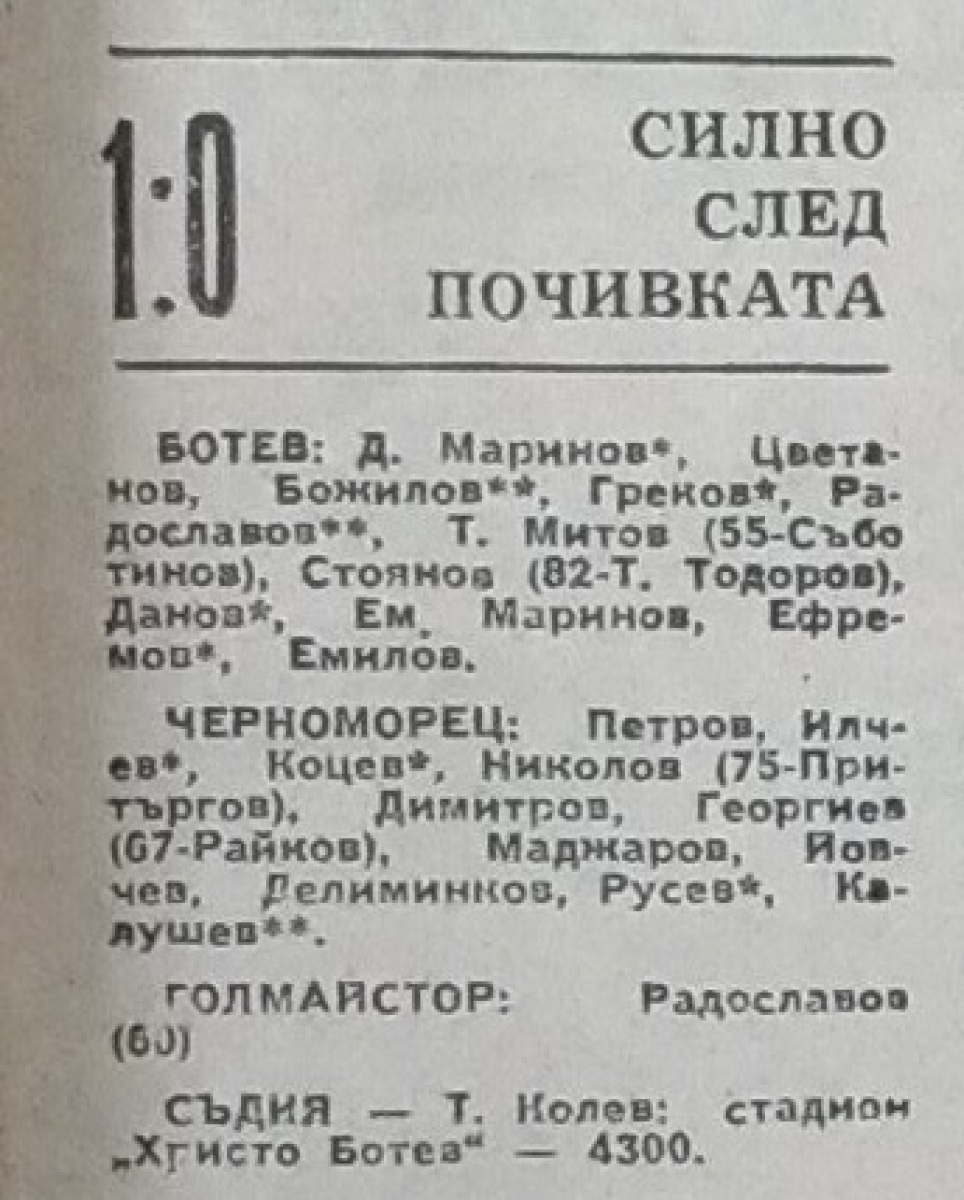 1:0
СИЛНО
СЛЕД
ПОЧИВКАТА
БОТЕВ: Д. Маринов*, Цвета-
нов, Божилов**, Греков*, Ра-
дославов**, Т. Митов (55-Събо
тинов), Стоянов (82-Т. Тодоров),
Данов*, Ем. Маринов, Ефре-
мов*, Емилов.
ЧЕРНОМОРЕЦ: Петров, Илч-
ев*, Коцев*, Николов (75-При-
търгов), Димитров, Георгиев
(67-Райков), Маджаров, Йов-
чев, Делиминков, Русев*, Ка-
лушев**.
ГОЛМАЙСТОР: Радославов
(60)
СЪДИЯ — Т. Колев: стадион
„Христо Ботев“ — 4300.